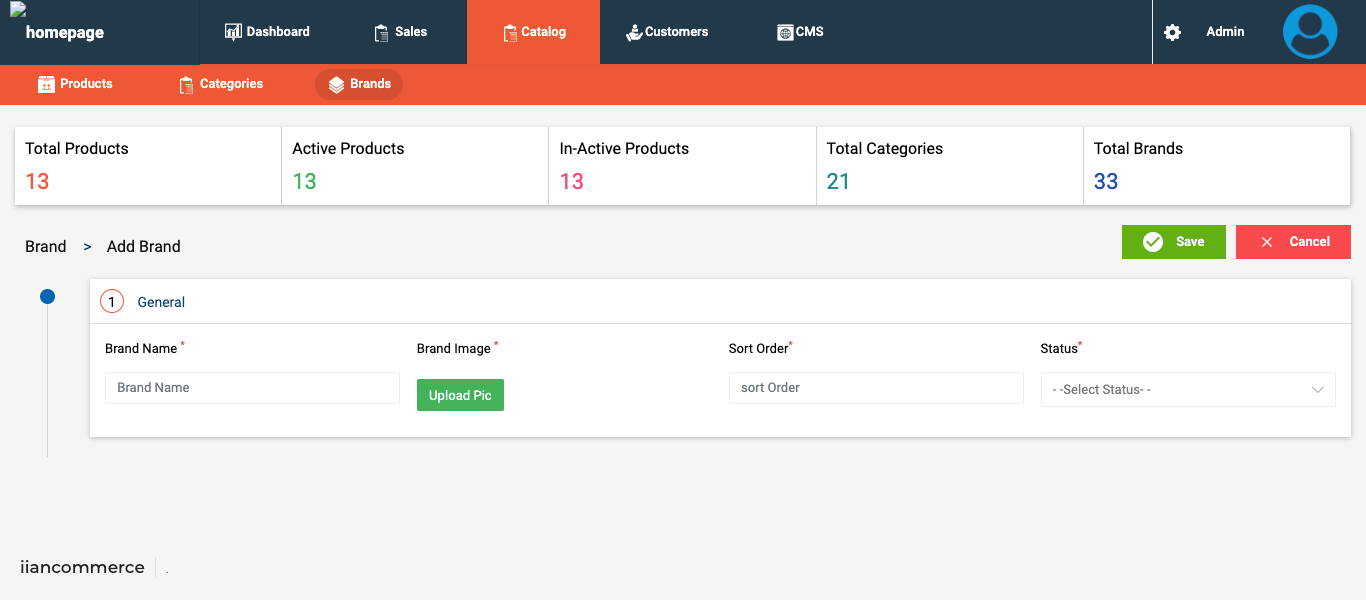 homepage
Dashboard
Sales
Catalog
Customers
CMS
Admin
Products
Categories
Brands
Total Products
13
Active Products
13
In-Active Products
13
Total Categories
21
Total Brands
33
Brand > Add Brand
Save
Cancel
1 General
Brand Name *
Brand Image *
Sort Order*
Status*
Brand Name
Upload Pic
sort Order
- -Select Status- -
iiancommerce .